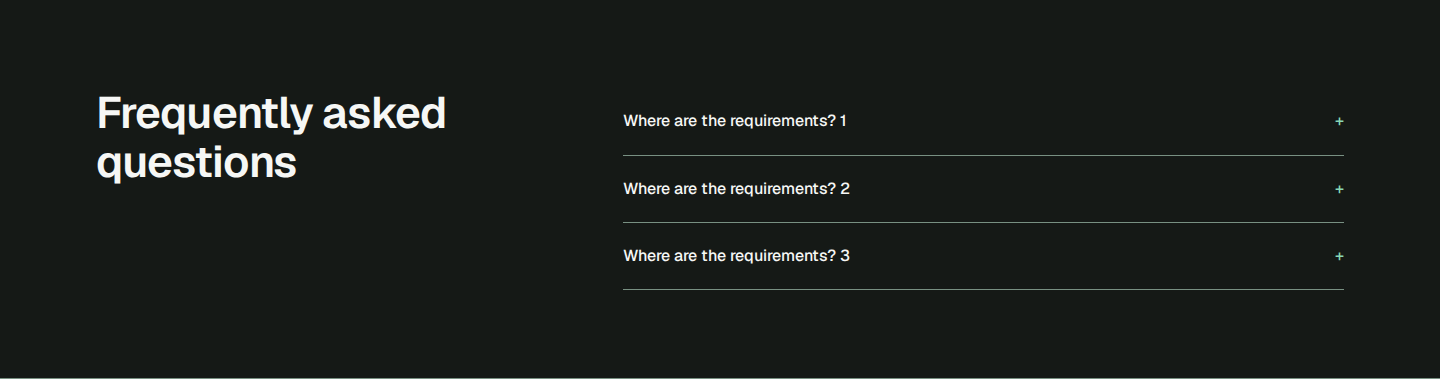 Frequently asked
questions
Where are the requirements? 1 +
Where are the requirements? 2 +
Where are the requirements? 3 +